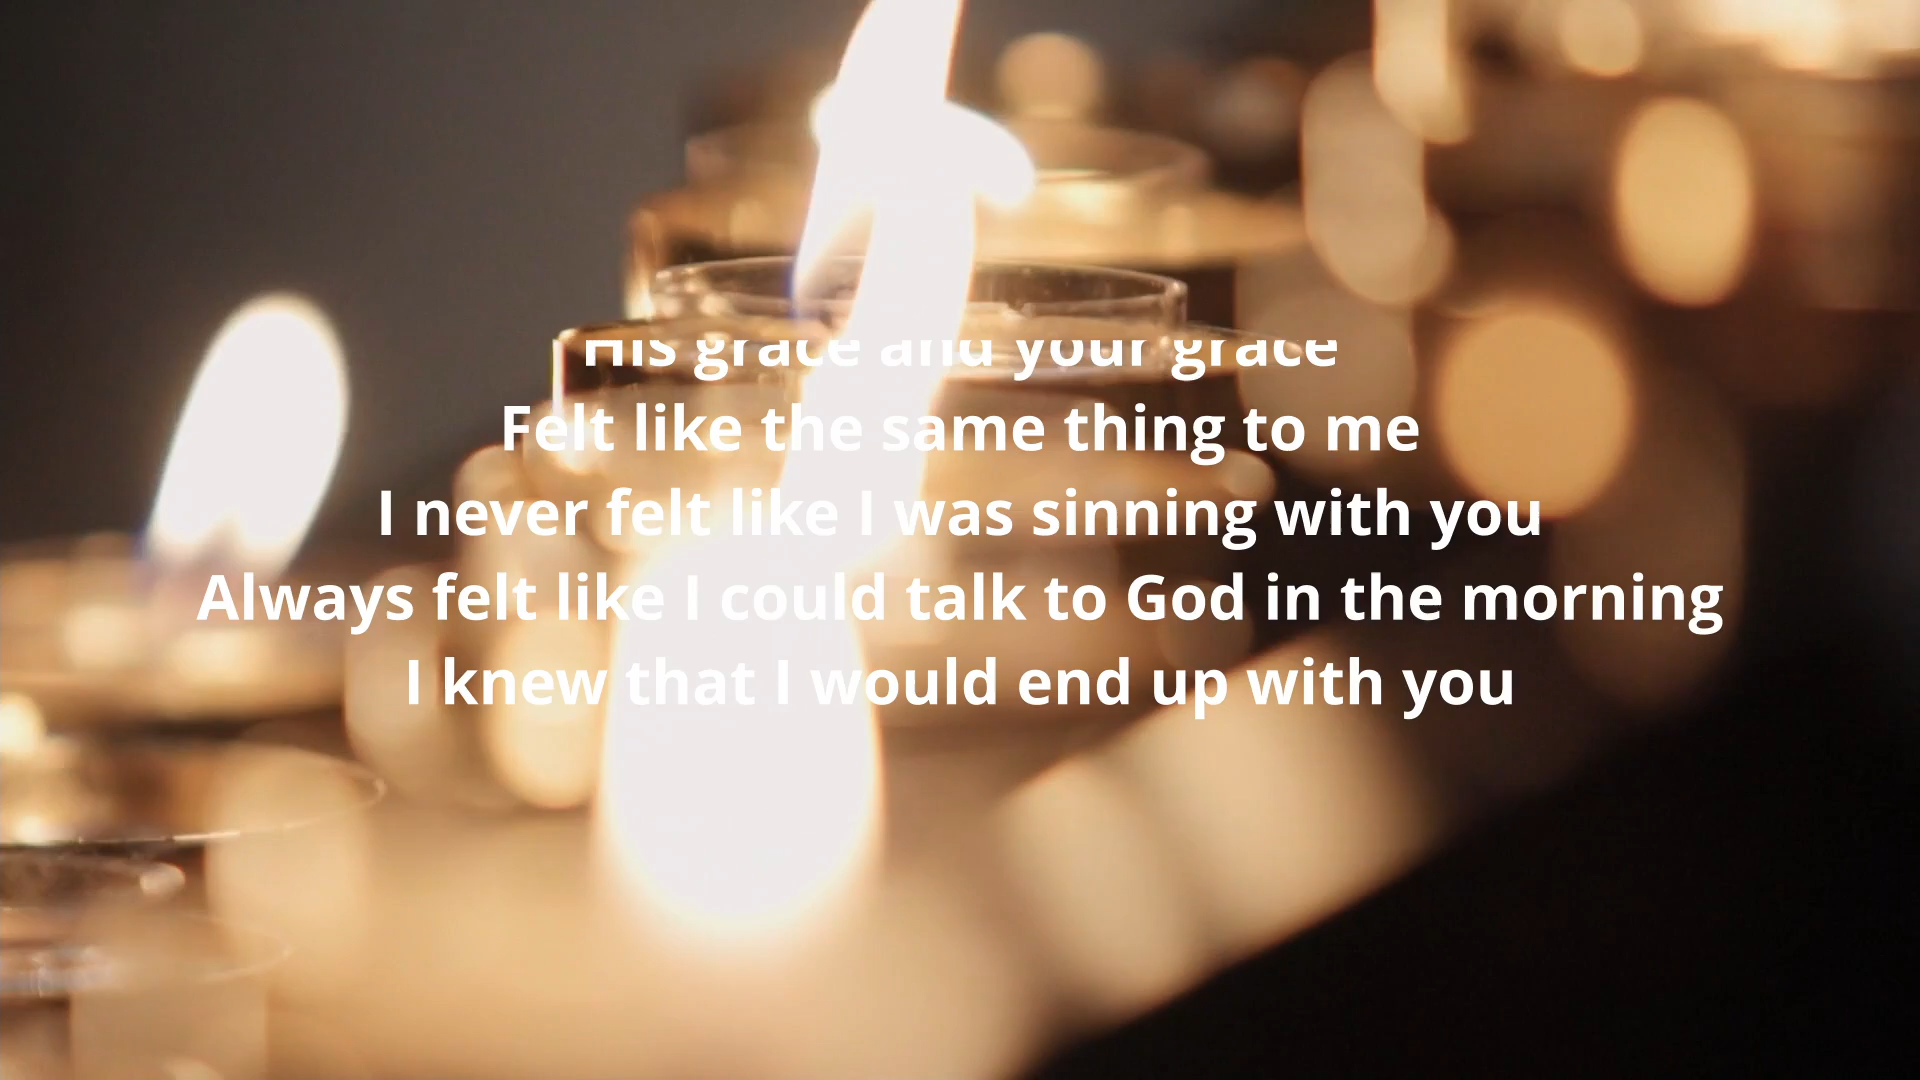 His grace and your grace
Felt like the same thing to me
I never felt like I was sinning with you
Always felt like I could talk to God in the morning
I knew that I would end up with you